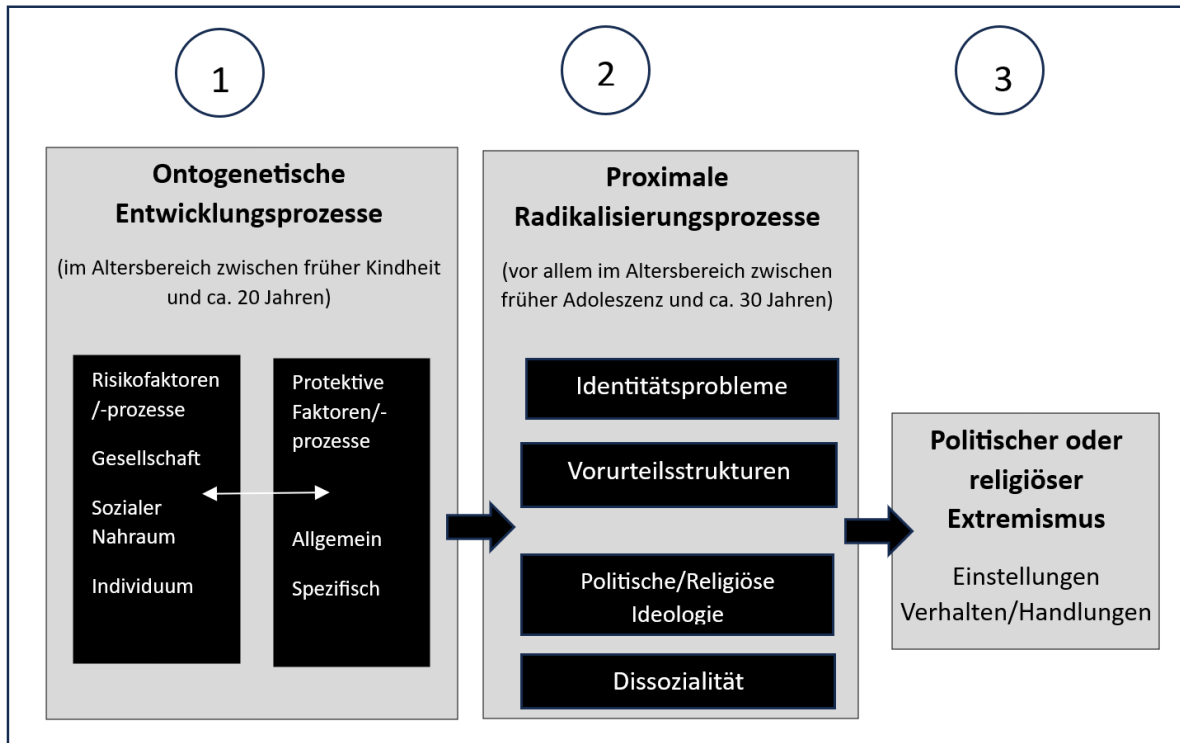 1
2
3
Ontogenetische
Entwicklungsprozesse
(im Altersbereich zwischen früher Kindheit
und ca. 20 Jahren)
Risikofaktoren
/-prozesse
Gesellschaft
Sozialer
Nahraum
Individuum
Protektive
Faktoren/-
prozesse
Allgemein
Spezifisch
Proximale
Radikalisierungsprozesse
(vor allem im Altersbereich zwischen
früher Adoleszenz und ca. 30 Jahren)
Identitätsprobleme
Vorurteilsstrukturen
Politische/Religiöse
Ideologie
Dissozialität
Politischer oder
religiöser
Extremismus
Einstellungen
Verhalten/Handlungen